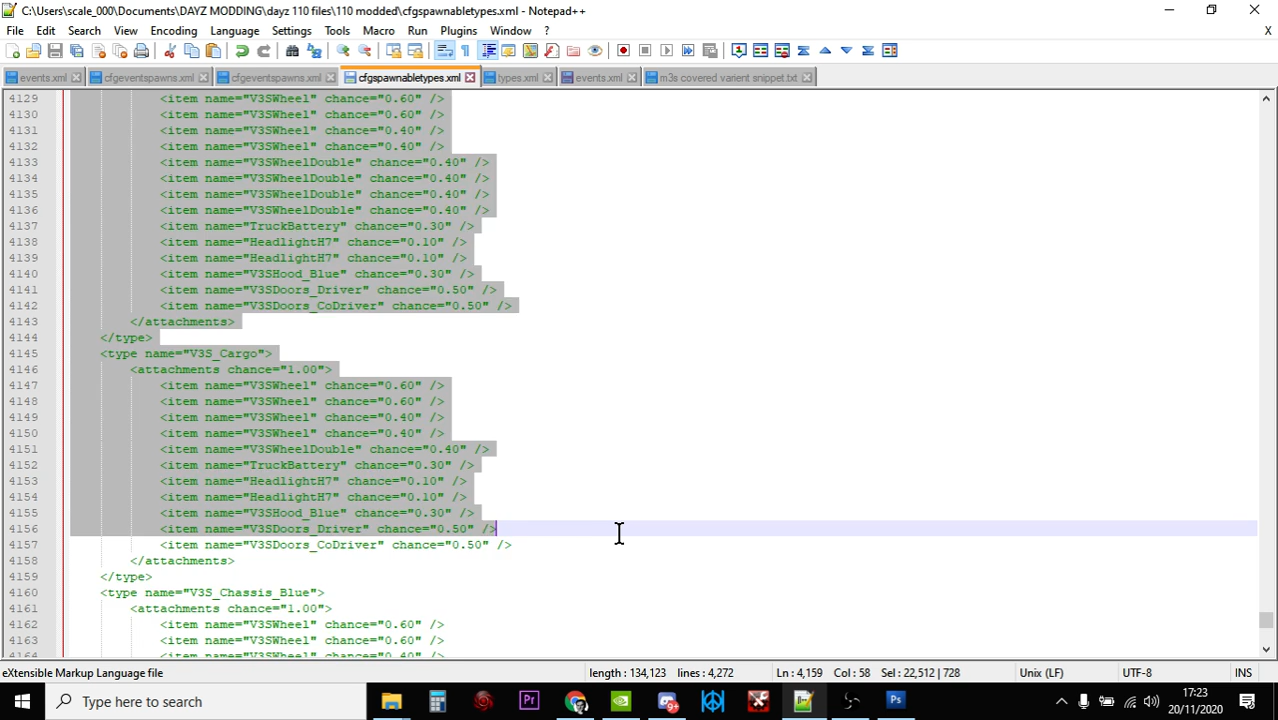 C:\Users\scale_000\Documents\DAYZ MODDING\dayz 110 files\110 modded\cfgspawnabletypes.xml - Notepad++
File Edit Search View Encoding Language Settings Tools Macro Run Plugins Window ? X
events.xml cfgeventspawns.xml cfgeventspawns.xml cfgspawnabletypes.xml types.xml events.xml m3s covered varient snippet.txt
4129 <item name="V3SWheel" chance="0.60" />
4130 <item name="V3SWheel" chance="0.60" />
4131 <item name="V3SWheel" chance="0.40" />
4132 <item name="V3SWheel" chance="0.40" />
4133 <item name="V3SWheelDouble" chance="0.40" />
4134 <item name="V3SWheelDouble" chance="0.40" />
4135 <item name="V3SWheelDouble" chance="0.40" />
4136 <item name="V3SWheelDouble" chance="0.40" />
4137 <item name="TruckBattery" chance="0.30" />
4138 <item name="HeadlightH7" chance="0.10" />
4139 <item name="HeadlightH7" chance="0.10" />
4140 <item name="V3SHood_Blue" chance="0.30" />
4141 <item name="V3SDoors_Driver" chance="0.50" />
4142 <item name="V3SDoors_CoDriver" chance="0.50" />
4143 </attachments>
4144 </type>
4145 <type name="V3S_Cargo">
4146 <attachments chance="1.00">
4147 <item name="V3SWheel" chance="0.60" />
4148 <item name="V3SWheel" chance="0.60" />
4149 <item name="V3SWheel" chance="0.40" />
4150 <item name="V3SWheel" chance="0.40" />
4151 <item name="V3SWheelDouble" chance="0.40" />
4152 <item name="TruckBattery" chance="0.30" />
4153 <item name="HeadlightH7" chance="0.10" />
4154 <item name="HeadlightH7" chance="0.10" />
4155 <item name="V3SHood_Blue" chance="0.30" />
4156 <item name="V3SDoors_Driver" chance="0.50" />
4157 <item name="V3SDoors_CoDriver" chance="0.50" />
4158 </attachments>
4159 </type>
4160 <type name="V3S_Chassis_Blue">
4161 <attachments chance="1.00">
4162 <item name="V3SWheel" chance="0.60" />
4163 <item name="V3SWheel" chance="0.60" />
4164 <item name="V3SWheel" chance="0.40" />
eXtensible Markup Language file length : 134,123 lines : 4,272 Ln : 4,159 Col : 58 Sel : 22,512 | 728 Unix (LF) UTF-8 INS
Type here to search 17:23
20/11/2020